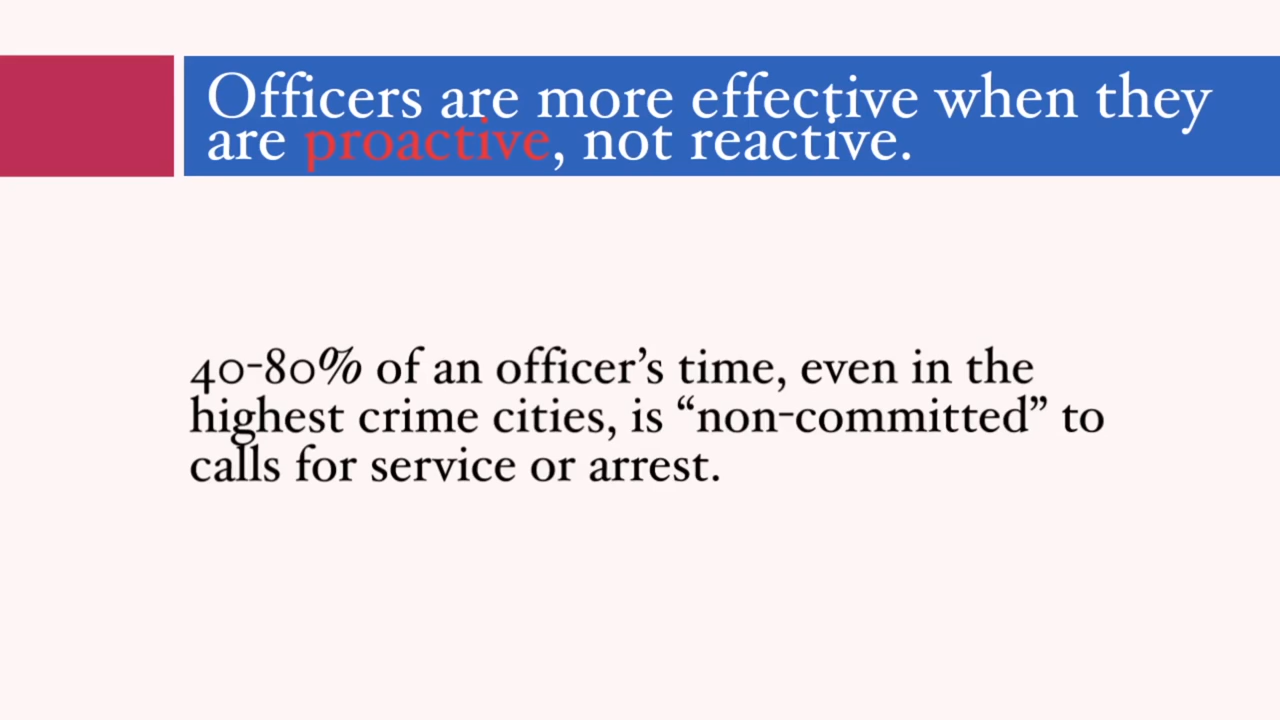 Officers are more effective when they
are proactive, not reactive.
40-80% of an officer’s time, even in the
highest crime cities, is “non-committed” to
calls for service or arrest.